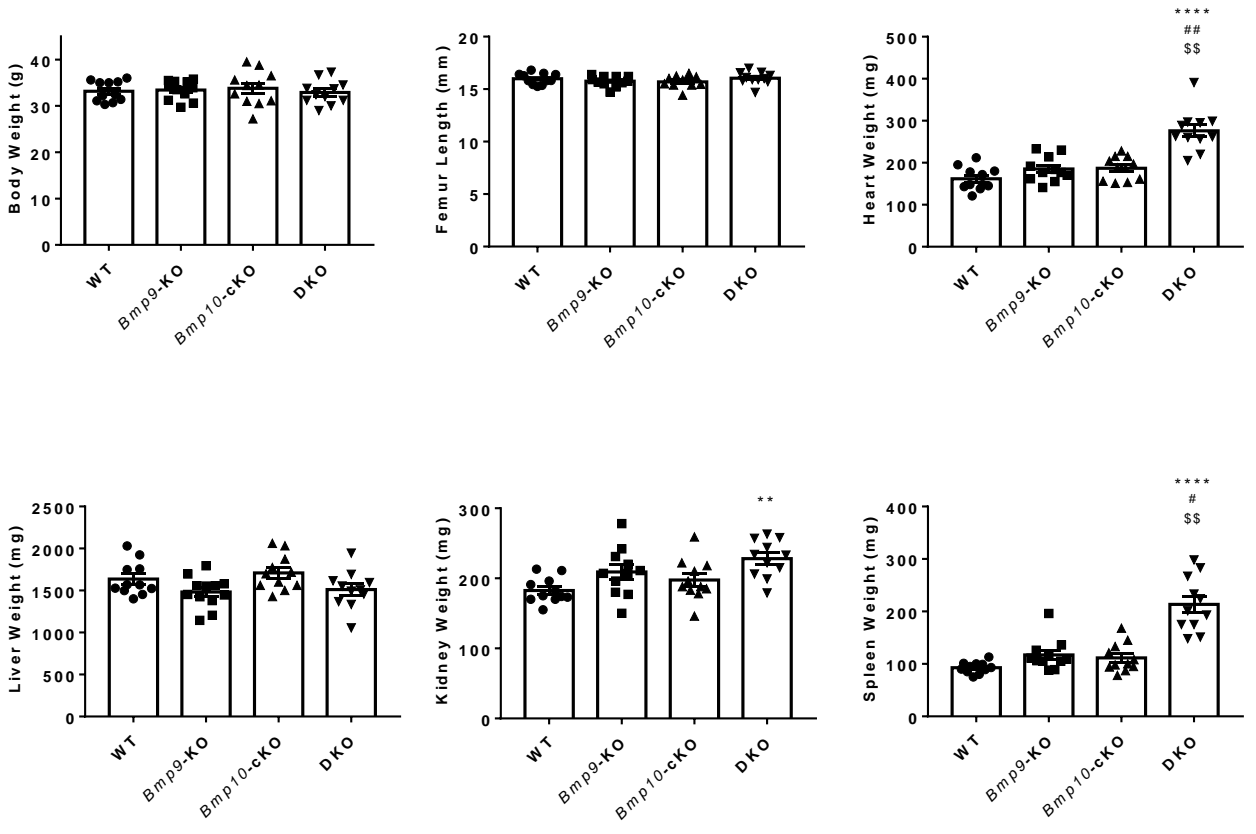 Body Weight (g)
40
30
20
10
0
WT
Bmp9-KO
Bmp10-cKO
DKO
Femur Length (mm)
20
15
10
5
0
WT
Bmp9-KO
Bmp10-cKO
DKO
****
##
$$
Heart Weight (mg)
500
400
300
200
100
0
WT
Bmp9-KO
Bmp10-cKO
DKO
Liver Weight (mg)
2500
2000
1500
1000
500
0
WT
Bmp9-KO
Bmp10-cKO
DKO
**
Kidney Weight (mg)
300
200
100
0
WT
Bmp9-KO
Bmp10-cKO
DKO
****
#
$$
Spleen Weight (mg)
400
300
200
100
0
WT
Bmp9-KO
Bmp10-cKO
DKO